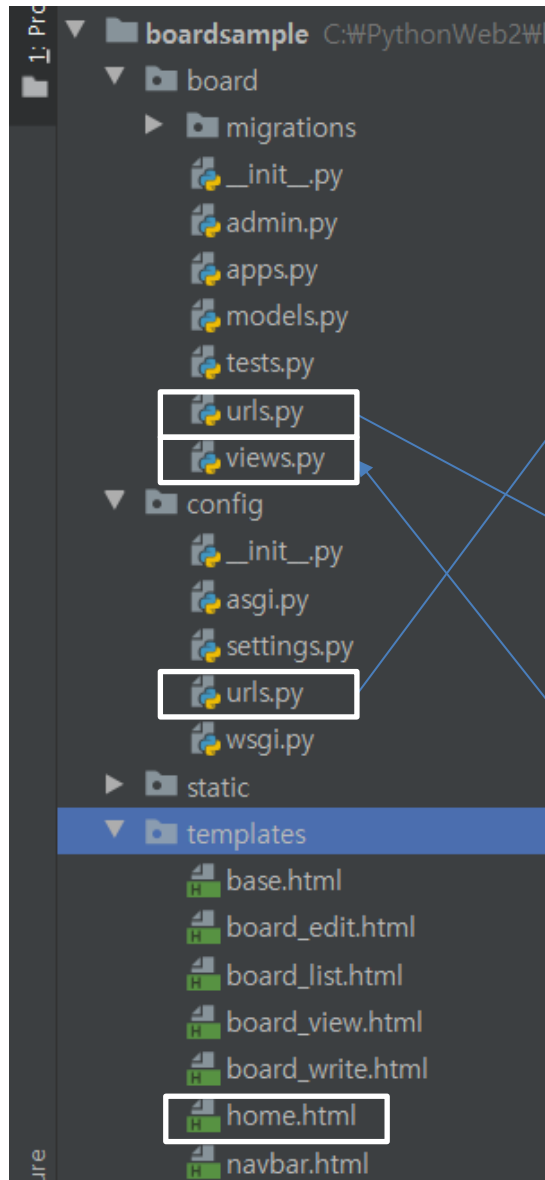 1: Pro
boardsample C:₩PythonWeb2₩
board
migrations
__init__.py
admin.py
apps.py
models.py
tests.py
urls.py
views.py
config
__init__.py
asgi.py
settings.py
urls.py
wsgi.py
static
templates
base.html
board_edit.html
board_list.html
board_view.html
board_write.html
home.html
navbar.html
ure